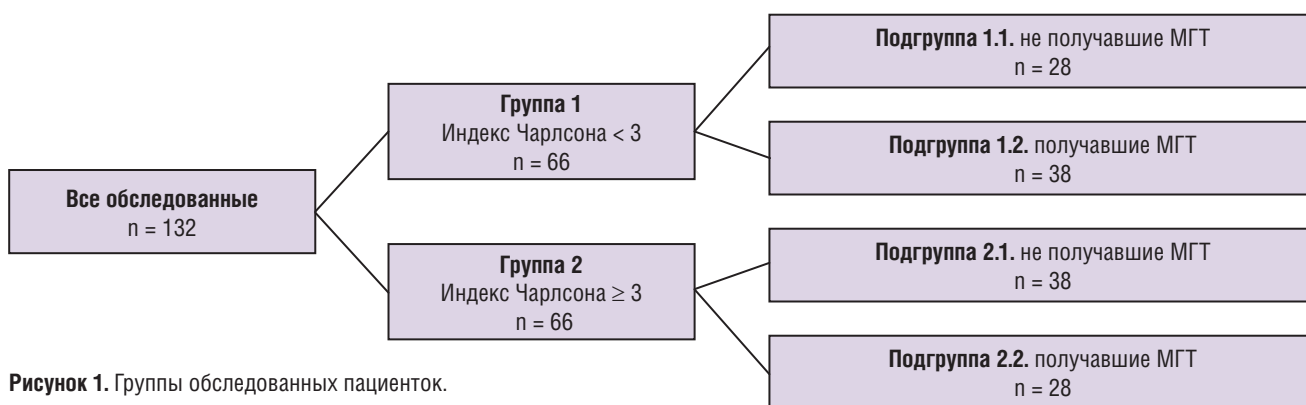 Все обследованные
n = 132
Группа 1
Индекс Чарлсона < 3
n = 66
Группа 2
Индекс Чарлсона ≥ 3
n = 66
Подгруппа 1.1. не получавшие МГТ
n = 28
Подгруппа 1.2. получавшие МГТ
n = 38
Подгруппа 2.1. не получавшие МГТ
n = 38
Подгруппа 2.2. получавшие МГТ
n = 28
Рисунок 1. Группы обследованных пациенток.